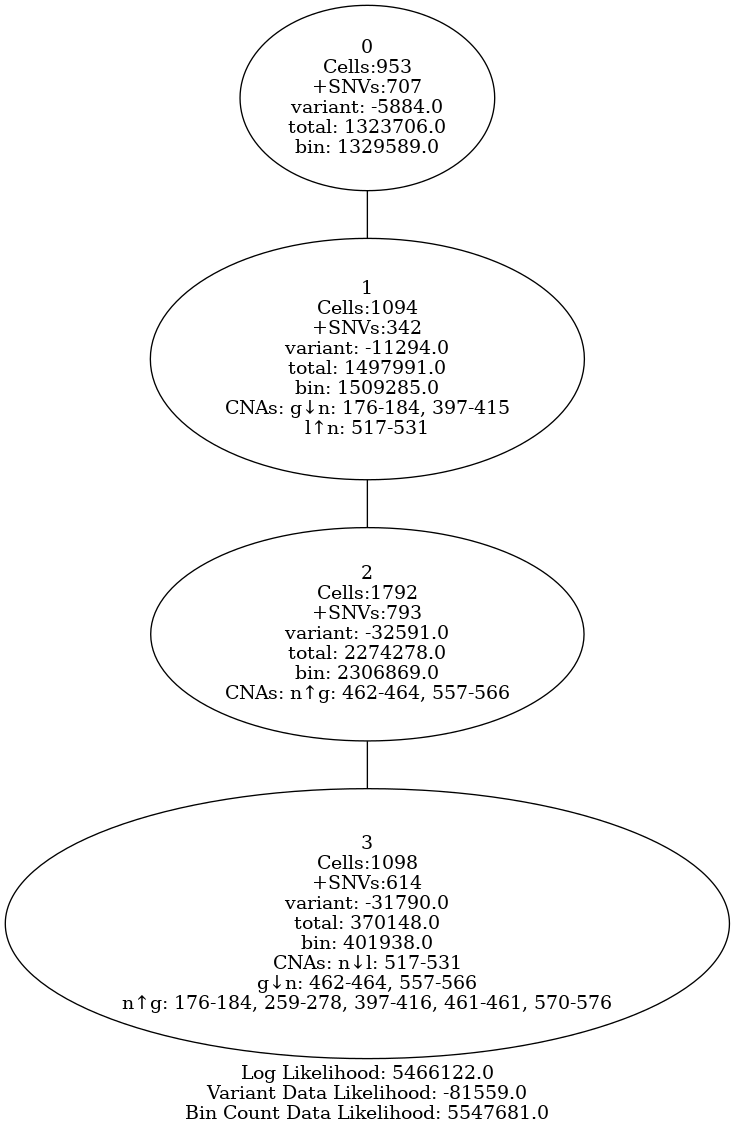 0
Cells:953
+SNVs:707
variant: -5884.0
total: 1323706.0
bin: 1329589.0
1
Cells:1094
+SNVs:342
variant: -11294.0
total: 1497991.0
bin: 1509285.0
CNAs: g↓n: 176-184, 397-415
l↑n: 517-531
2
Cells:1792
+SNVs:793
variant: -32591.0
total: 2274278.0
bin: 2306869.0
CNAs: n↑g: 462-464, 557-566
3
Cells:1098
+SNVs:614
variant: -31790.0
total: 370148.0
bin: 401938.0
CNAs: n↓l: 517-531
g↓n: 462-464, 557-566
n↑g: 176-184, 259-278, 397-416, 461-461, 570-576
Log Likelihood: 5466122.0
Variant Data Likelihood: -81559.0
Bin Count Data Likelihood: 5547681.0